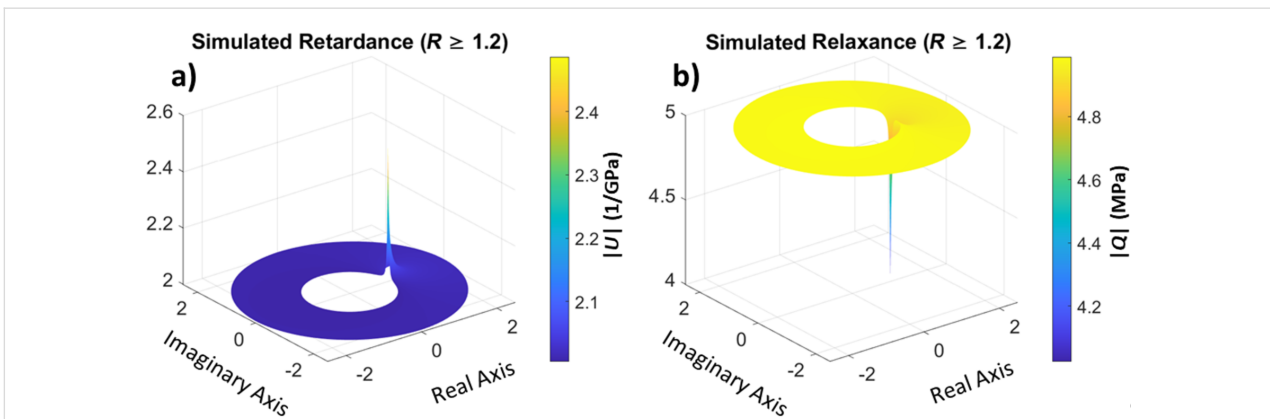 Simulated Retardance (R ≥ 1.2)
a)
2.6
2.4
2.2
2
2
0
-2
Imaginary Axis
-2
0
2
Real Axis
2.4
2.3
2.2
2.1
|U| (1/GPa)
Simulated Relaxance (R ≥ 1.2)
b)
5
4.5
4
2
0
-2
Imaginary Axis
-2
0
2
Real Axis
4.8
4.6
4.4
4.2
|Q| (MPa)